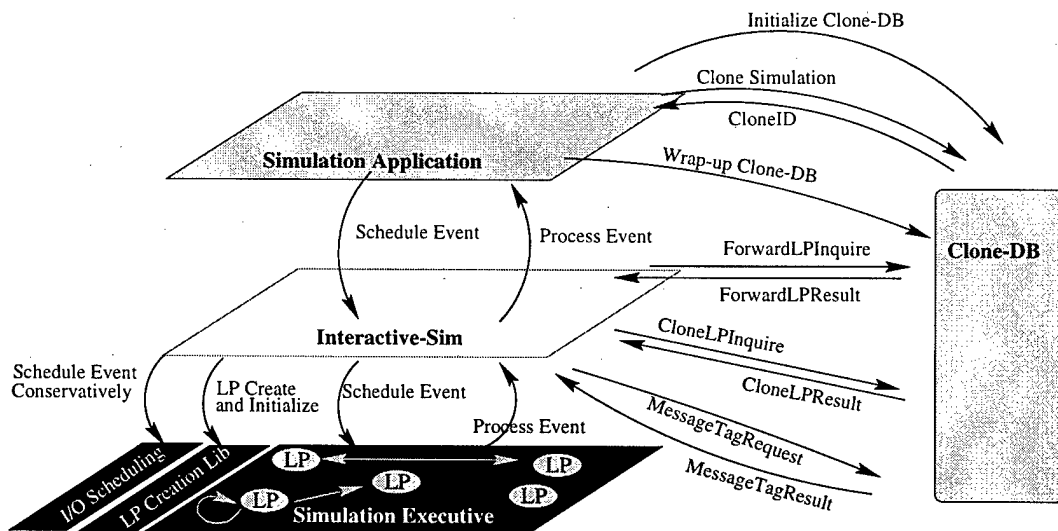 Initialize Clone-DB
Clone Simulation
CloneID
Simulation Application
Wrap-up Clone-DB
Schedule Event
Process Event
Clone-DB
ForwardLPInquire
ForwardLPResult
Interactive-Sim
CloneLPInquire
CloneLPResult
Schedule Event
Conservatively
LP Create
and Initialize
Schedule Event
Process Event
MessageTagRequest
MessageTagResult
I/O Scheduling
LP Creation Lib
LP
LP
LP
LP
LP
Simulation Executive